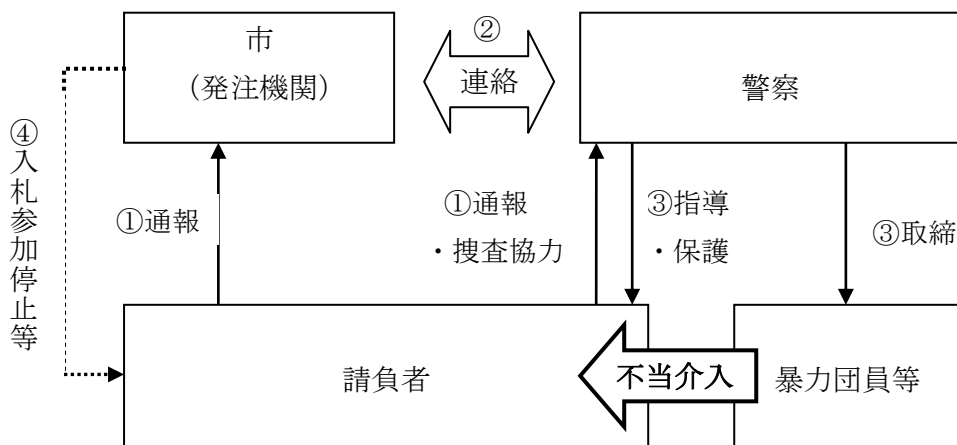 市
(発注機関)
②
連絡
警察
④入札参加停止等
①通報
①通報
・捜査協力
③指導
・保護
③取締
請負者
不当介入
暴力団員等